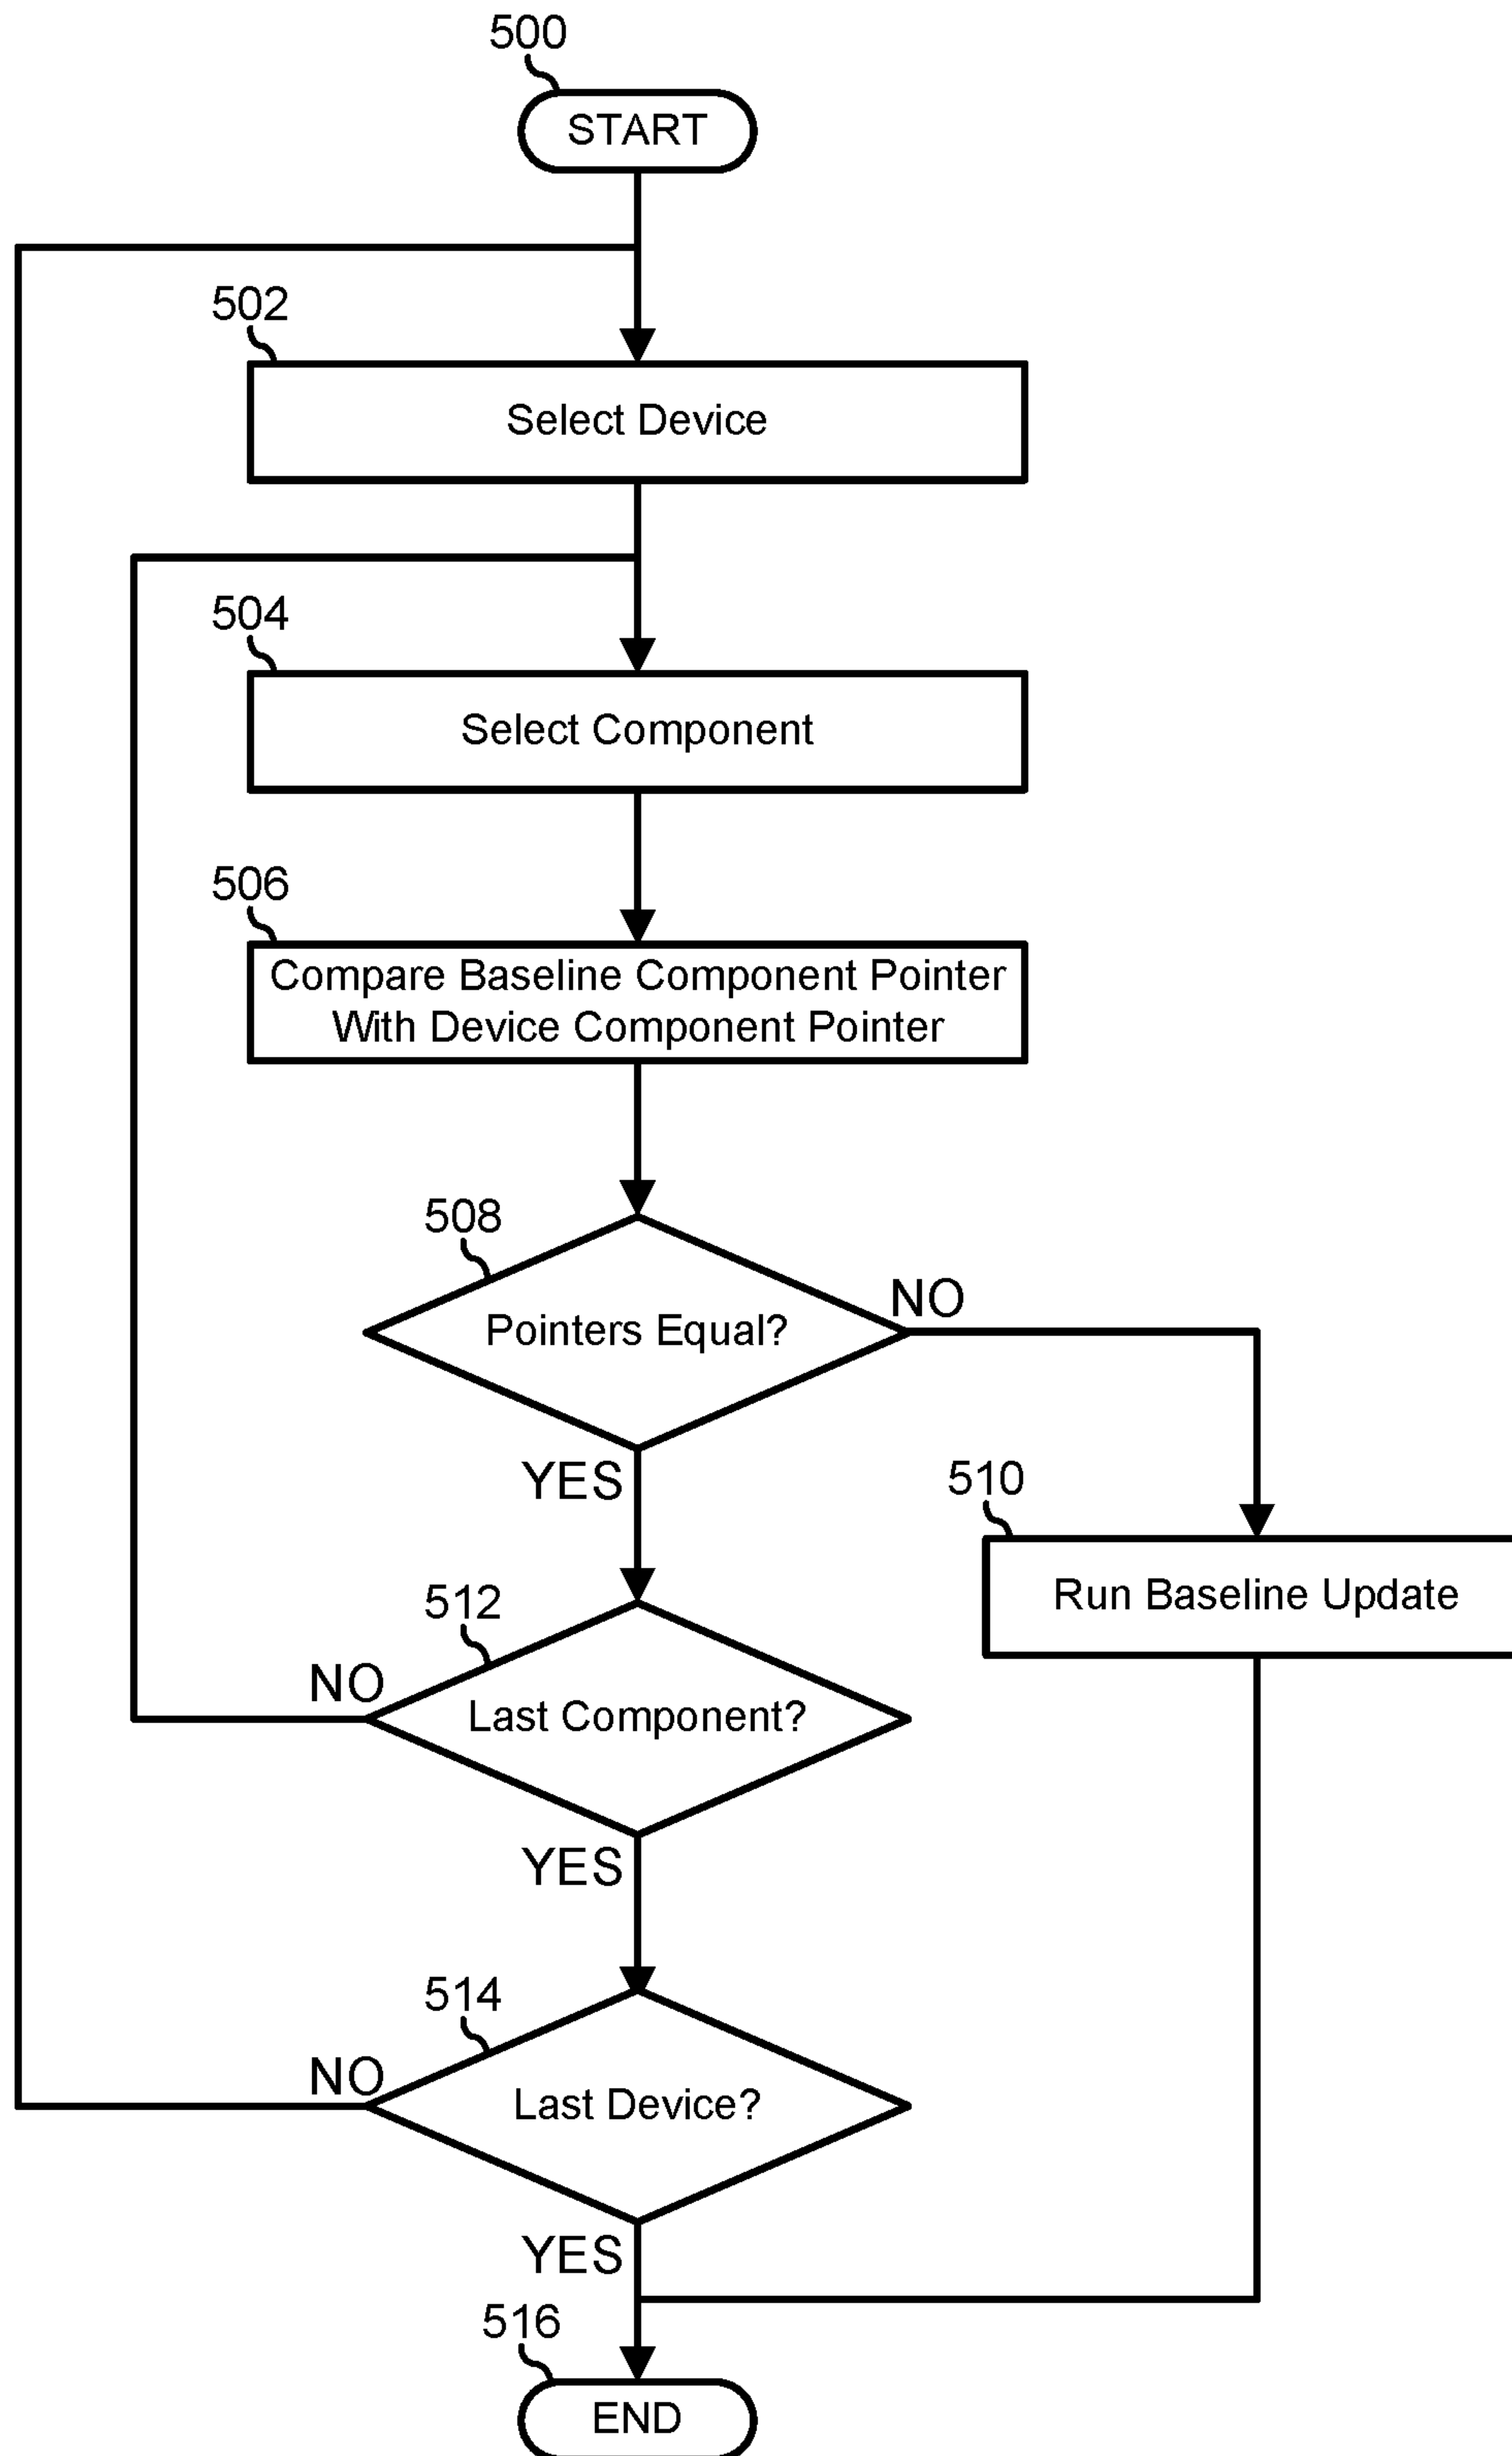 500
START
502
Select Device
504
Select Component
506
Compare Baseline Component Pointer
With Device Component Pointer
508
Pointers Equal?
NO
YES
510
Run Baseline Update
512
NO
Last Component?
YES
514
NO
Last Device?
YES
516
END